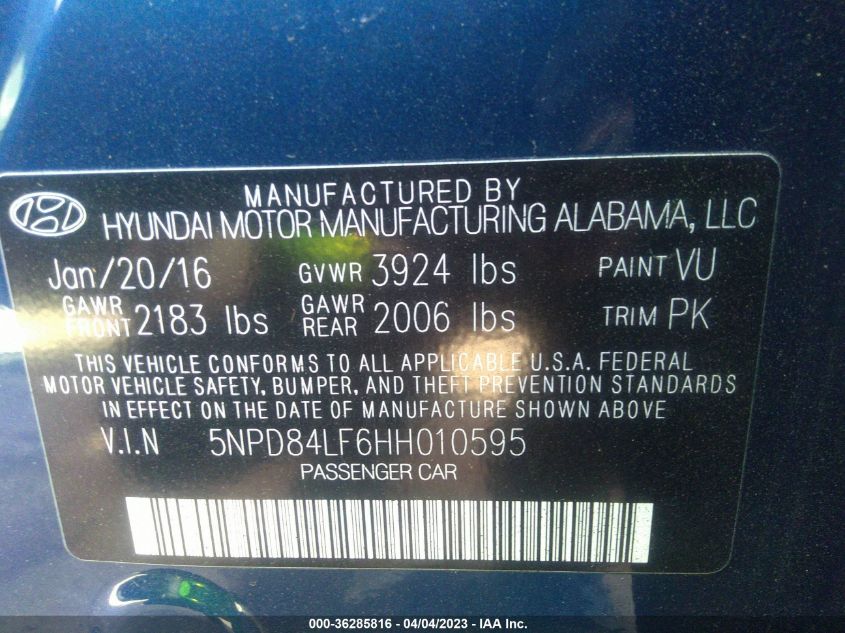 MANUFACTURED BY
HYUNDAI MOTOR MANUFACTURING ALABAMA, LLC
Jan/20/16 GVWR 3924 lbs PAINT VU
GAWR FRONT 2183 lbs GAWR REAR 2006 lbs TRIM PK
THIS VEHICLE CONFORMS TO ALL APPLICABLE U.S.A. FEDERAL
MOTOR VEHICLE SAFETY, BUMPER, AND THEFT PREVENTION STANDARDS
IN EFFECT ON THE DATE OF MANUFACTURE SHOWN ABOVE
V.I.N 5NPD84LF6HH010595
PASSENGER CAR
000-36285816 - 04/04/2023 - IAA Inc.